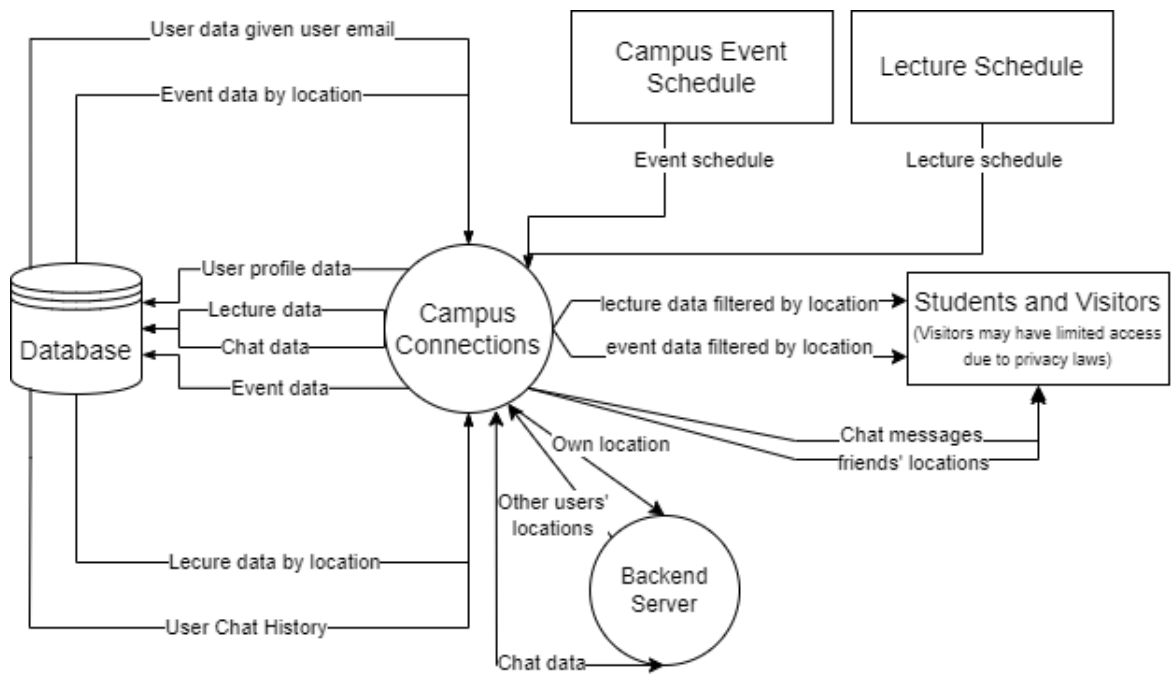 User data given user email
Event data by location
Campus Event
Schedule
Lecture Schedule
Event schedule
Lecture schedule
User profile data
Lecture data
Chat data
Event data
Database
Campus
Connections
lecture data filtered by location
event data filtered by location
Students and Visitors
(Visitors may have limited access
due to privacy laws)
Chat messages
friends' locations
Own location
Other users'
locations
Backend
Server
Lecure data by location
User Chat History
Chat data